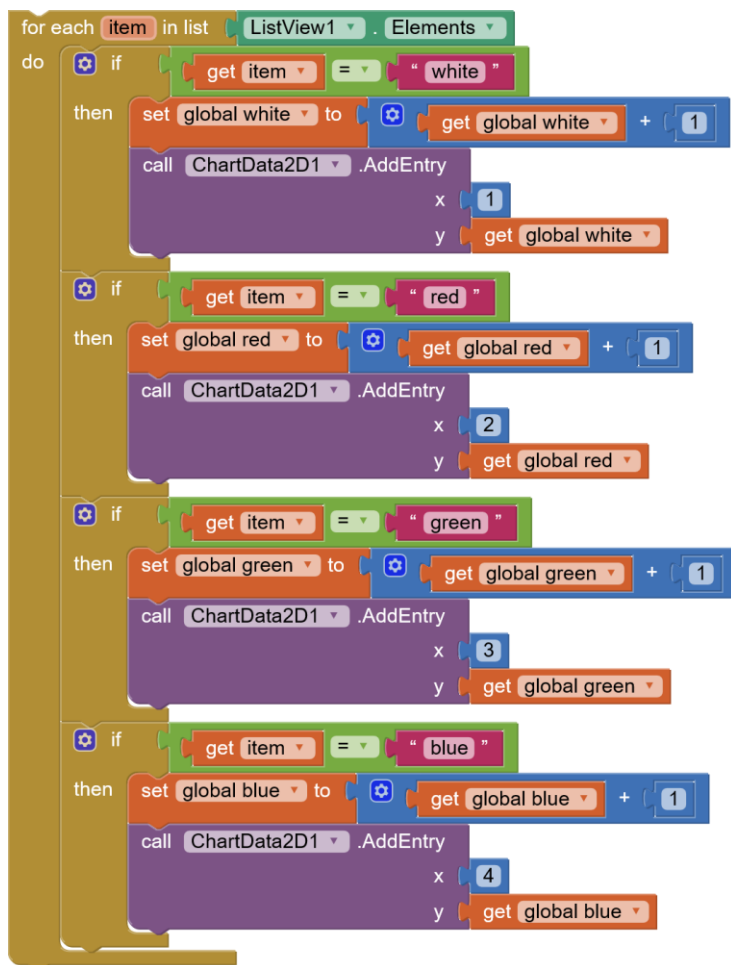 for each item in list ListView1 . Elements
do if get item = " white "
then set global white to get global white + 1
call ChartData2D1 .AddEntry
x 1
y get global white
if get item = " red "
then set global red to get global red + 1
call ChartData2D1 .AddEntry
x 2
y get global red
if get item = " green "
then set global green to get global green + 1
call ChartData2D1 .AddEntry
x 3
y get global green
if get item = " blue "
then set global blue to get global blue + 1
call ChartData2D1 .AddEntry
x 4
y get global blue